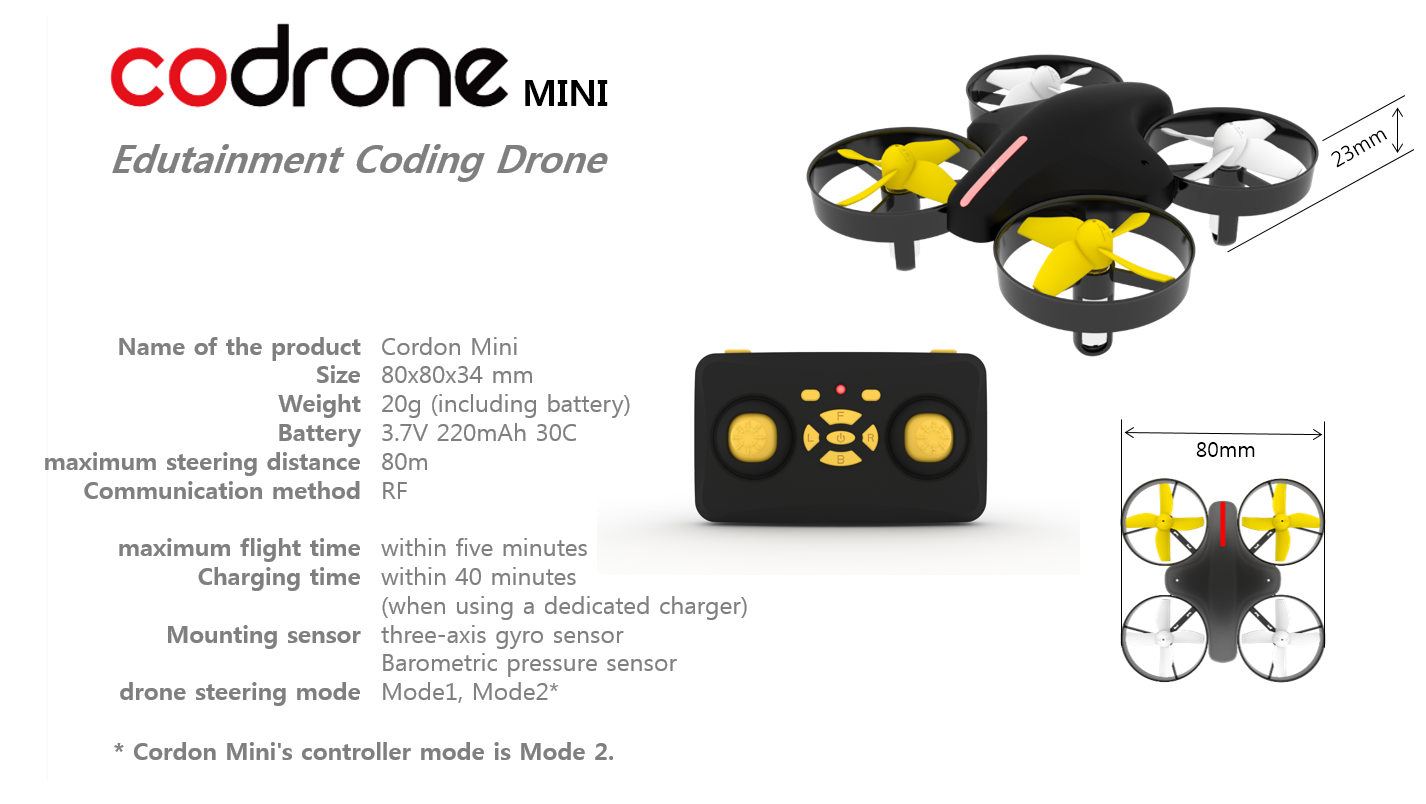 codrone MINI
Edutainment Coding Drone
23mm
Name of the product Cordon Mini
Size 80x80x34 mm
Weight 20g (including battery)
Battery 3.7V 220mAh 30C
maximum steering distance 80m
Communication method RF
maximum flight time within five minutes
Charging time within 40 minutes
(when using a dedicated charger)
Mounting sensor three-axis gyro sensor
Barometric pressure sensor
drone steering mode Mode1, Mode2*
* Cordon Mini's controller mode is Mode 2.
F
L R
B
80mm